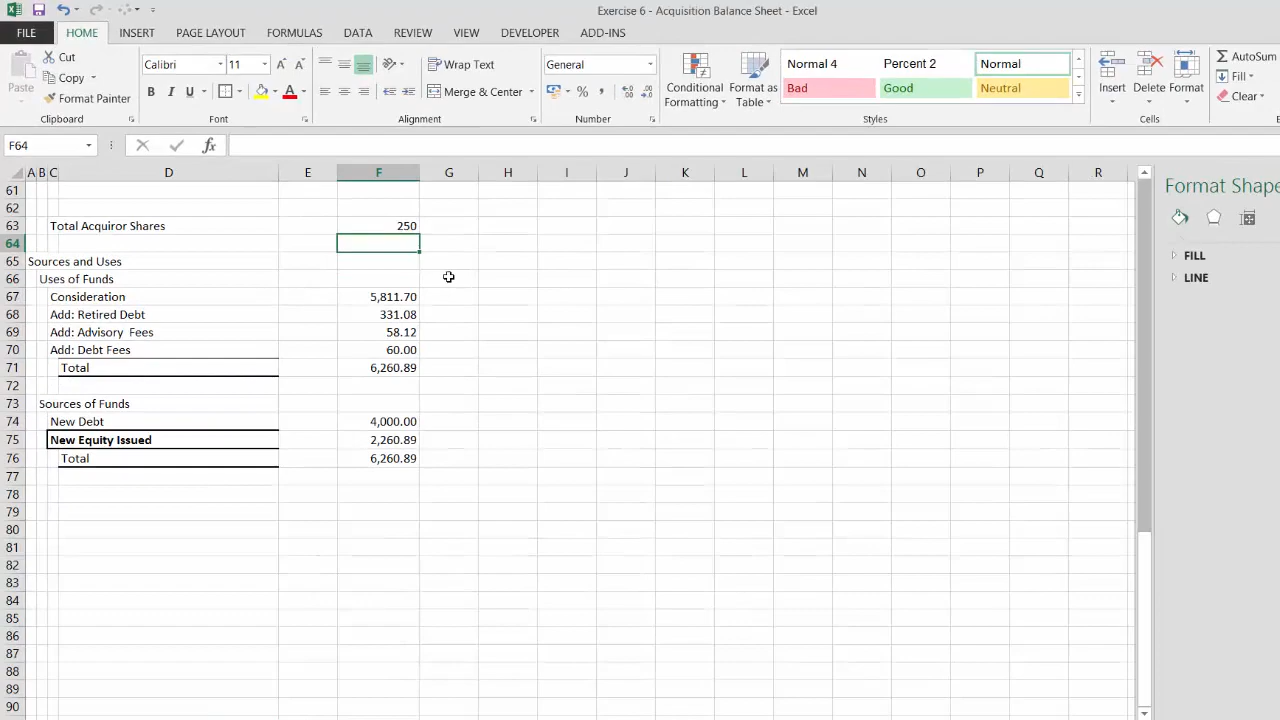 Exercise 6 - Acquisition Balance Sheet - Excel
FILE HOME INSERT PAGE LAYOUT FORMULAS DATA REVIEW VIEW DEVELOPER ADD-INS
Paste
Cut
Copy
Format Painter
Clipboard
Calibri 11
B I U
Font
Wrap Text
Merge & Center
Alignment
General
Number
Conditional Formatting
Format as Table
Normal 4 Percent 2 Normal
Bad Good Neutral
Styles
Insert Delete Format
Cells
AutoSum
Fill
Clear
F64 fx
A B C D E F G H I J K L M N O P Q R
61
62
63 Total Acquiror Shares 250
64
65 Sources and Uses
66 Uses of Funds
67 Consideration 5,811.70
68 Add: Retired Debt 331.08
69 Add: Advisory Fees 58.12
70 Add: Debt Fees 60.00
71 Total 6,260.89
72
73 Sources of Funds
74 New Debt 4,000.00
75 New Equity Issued 2,260.89
76 Total 6,260.89
77
78
79
80
81
82
83
84
85
86
87
88
89
90
Format Shape
FILL
LINE